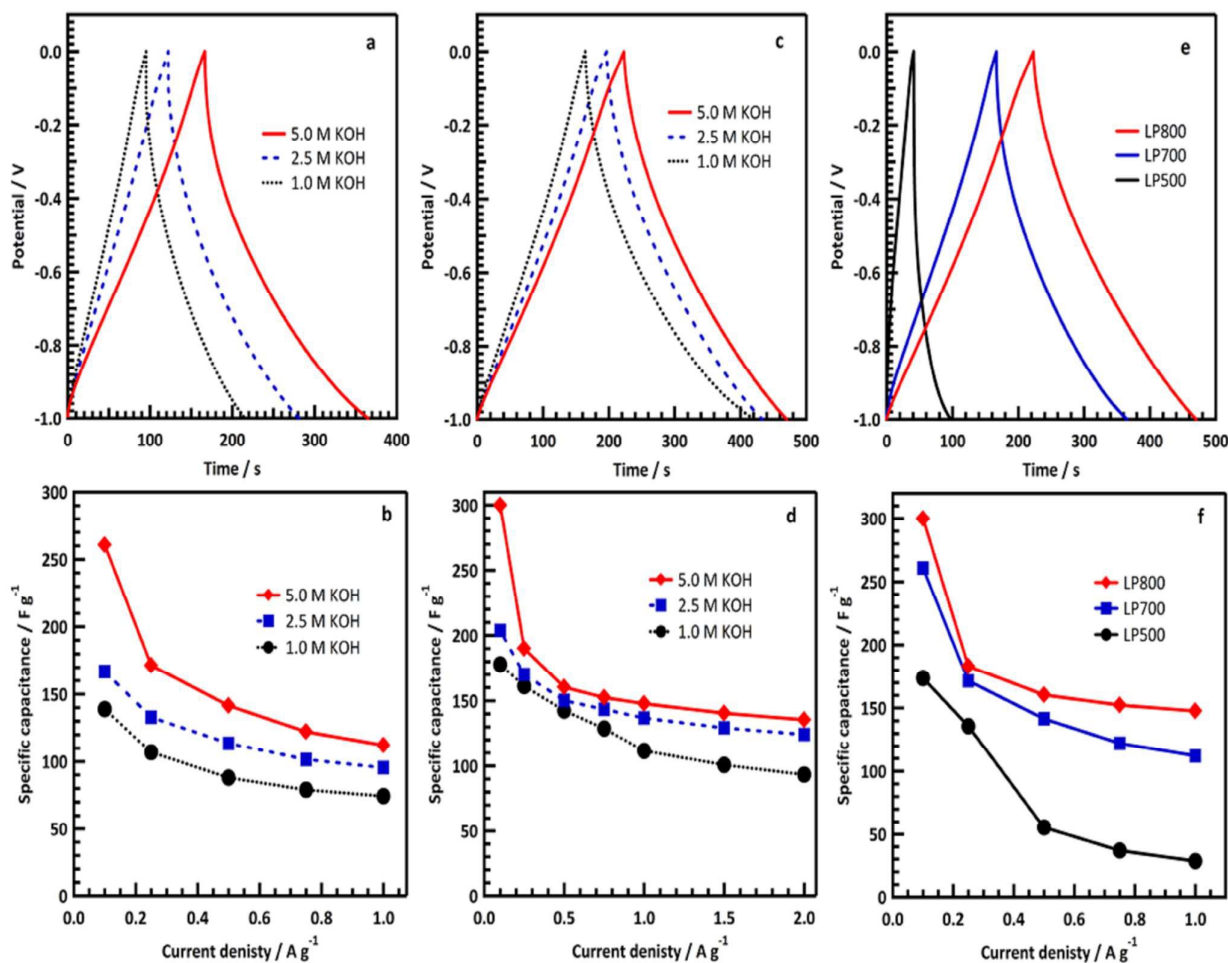 a
0.0
-0.2
-0.4
-0.6
-0.8
-1.0
Potential / V
5.0 M KOH
2.5 M KOH
1.0 M KOH
0
100
200
300
400
Time / s
c
0.0
-0.2
-0.4
-0.6
-0.8
-1.0
Potential / V
5.0 M KOH
2.5 M KOH
1.0 M KOH
0
100
200
300
400
500
Time / s
e
0.0
-0.2
-0.4
-0.6
-0.8
-1.0
Potential / V
LP800
LP700
LP500
0
100
200
300
400
500
Time / s
b
300
250
200
150
100
50
0
Specific capacitance / F g⁻¹
5.0 M KOH
2.5 M KOH
1.0 M KOH
0.0
0.2
0.4
0.6
0.8
1.0
Current denisty / A g⁻¹
d
300
250
200
150
100
50
0
Specific capacitance / F g⁻¹
5.0 M KOH
2.5 M KOH
1.0 M KOH
0.0
0.5
1.0
1.5
2.0
Current denisty / A g⁻¹
f
300
250
200
150
100
50
0
Specific capacitance / F g⁻¹
LP800
LP700
LP500
0.0
0.2
0.4
0.6
0.8
1.0
Current denisty / A g⁻¹